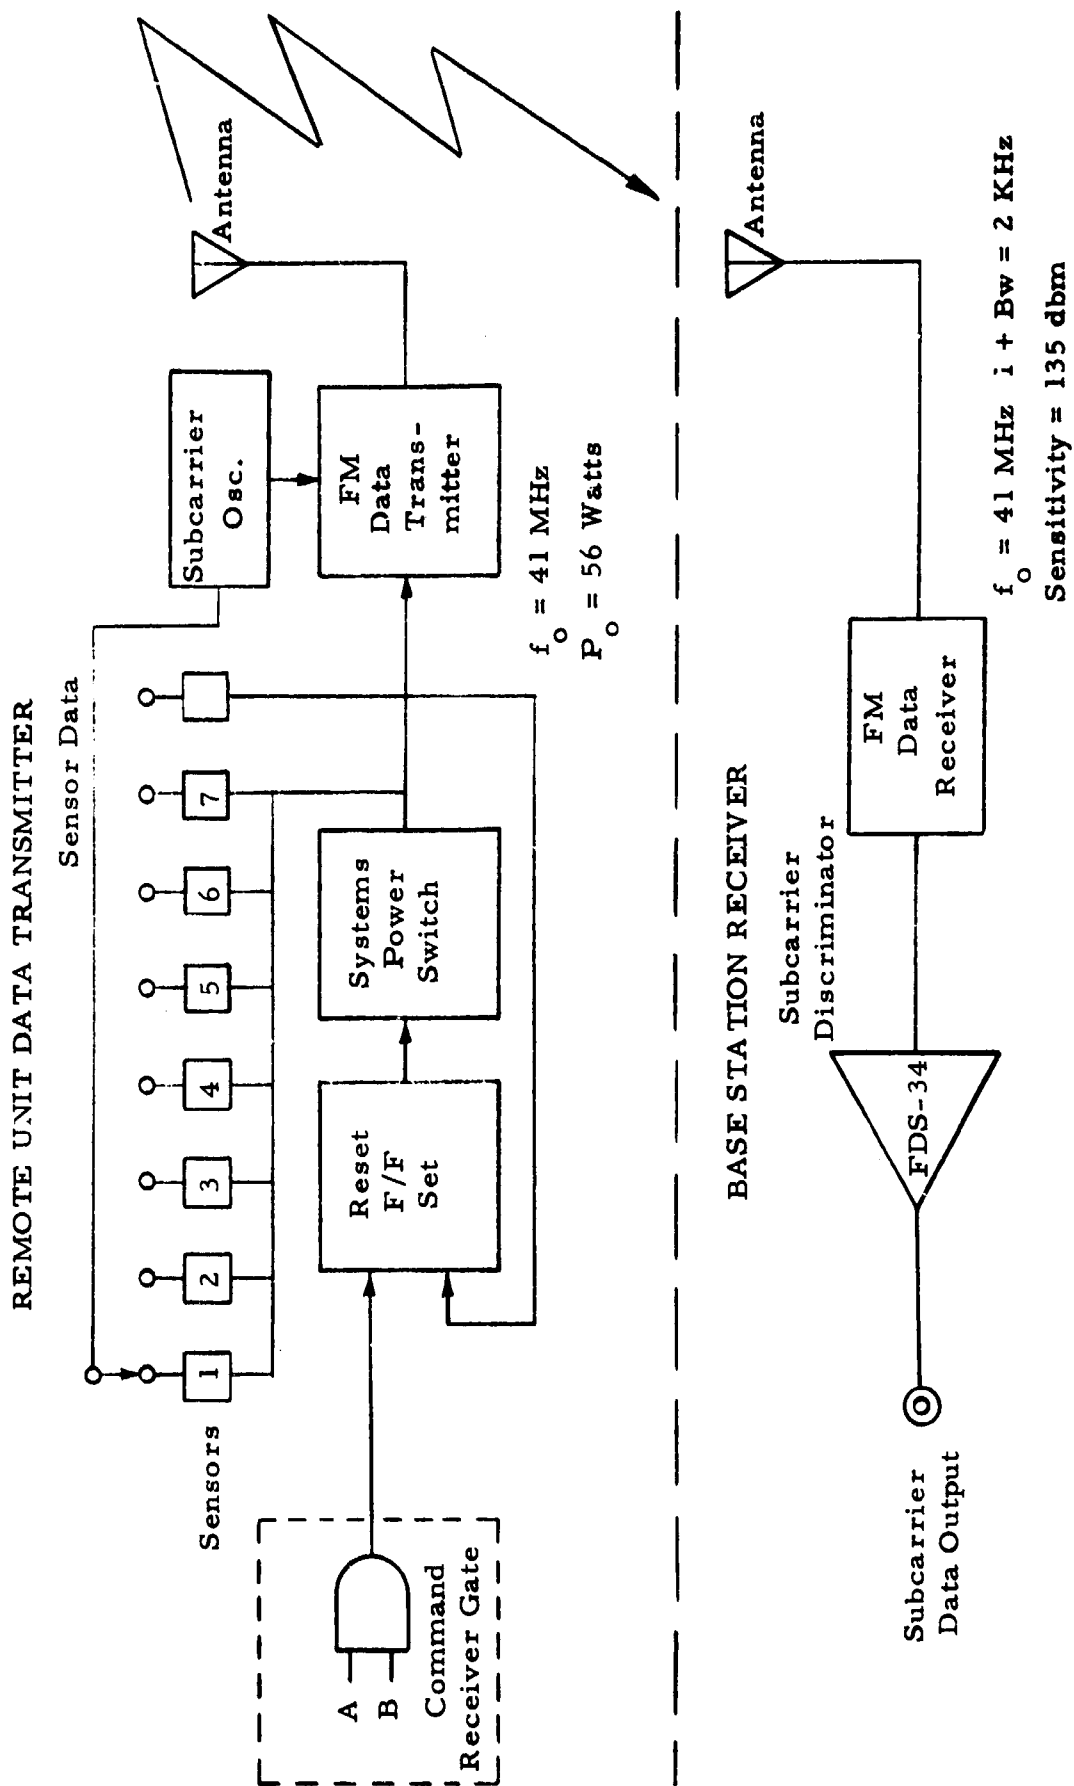 REMOTE UNIT DATA TRANSMITTER
Sensor Data
Sensors
1
2
3
4
5
6
7
Subcarrier
Osc.
Antenna
A
B
Command
Receiver Gate
Reset
F/F
Set
Systems
Power
Switch
FM
Data
Trans-
mitter
fo = 41 MHz
Po = 56 Watts
BASE STATION RECEIVER
Subcarrier
Discriminator
Antenna
Subcarrier
Data Output
FDS-34
FM
Data
Receiver
fo = 41 MHz i + Bw = 2 KHz
Sensitivity = 135 dbm